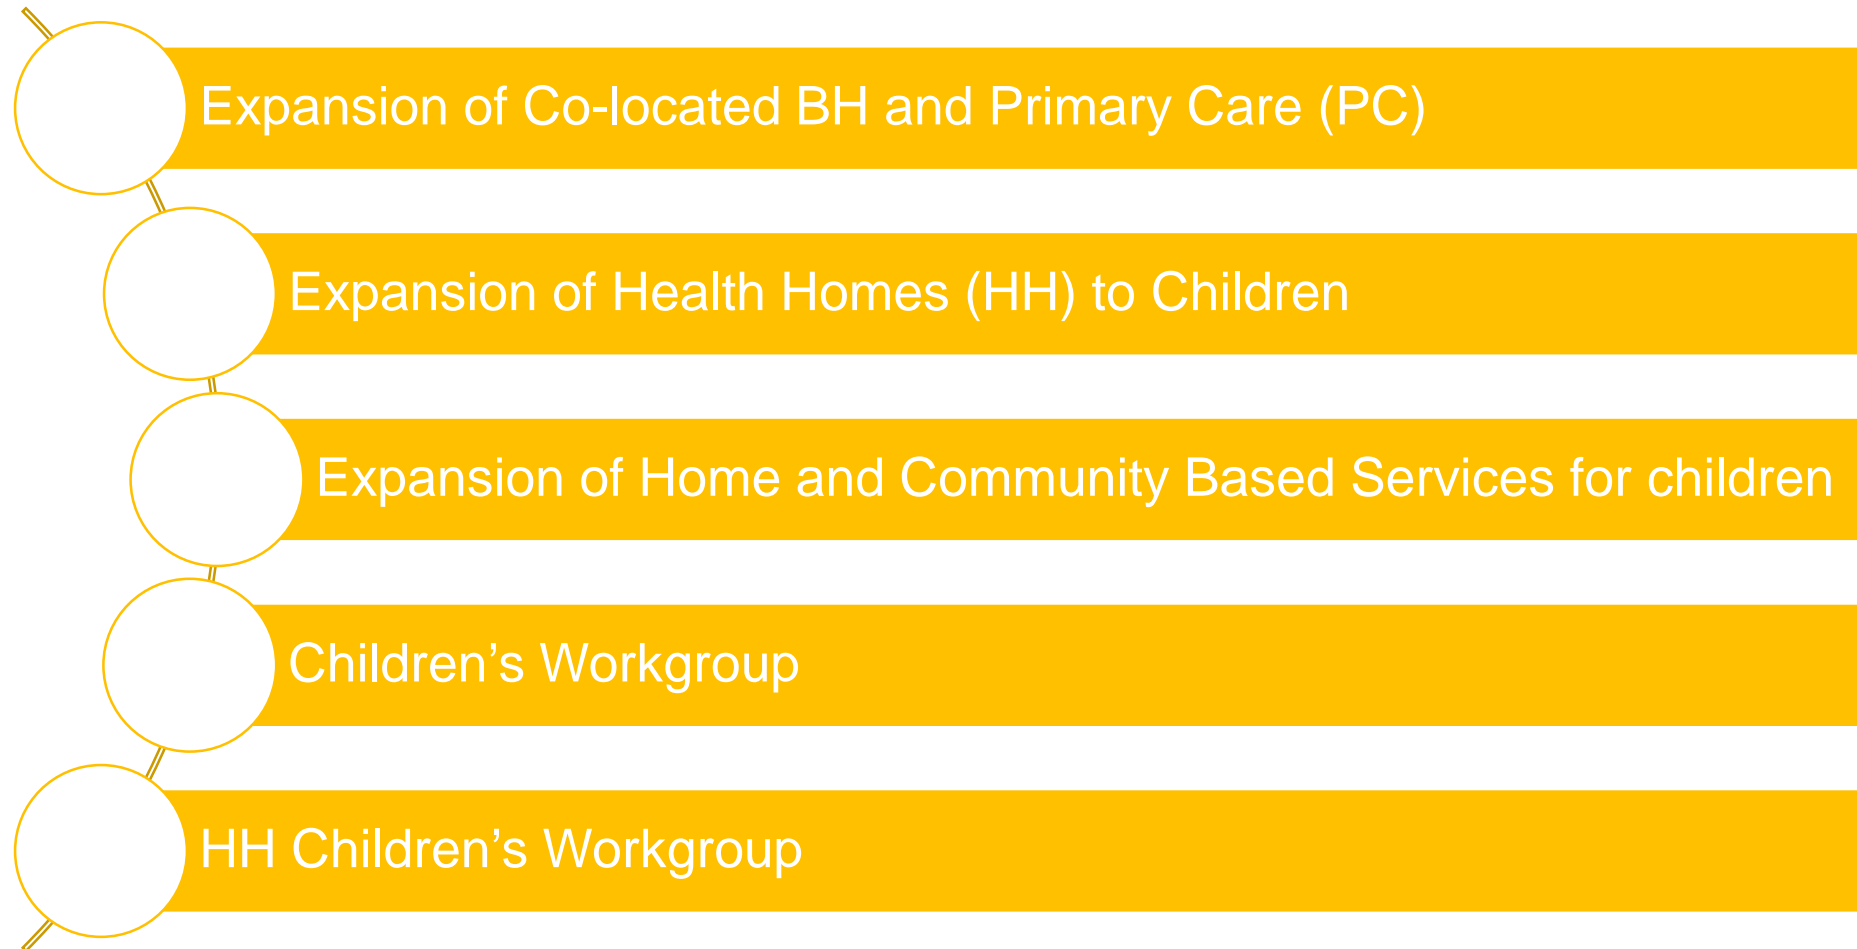 Expansion of Co-located BH and Primary Care (PC)
Expansion of Health Homes (HH) to Children
Expansion of Home and Community Based Services for children
Children’s Workgroup
HH Children’s Workgroup